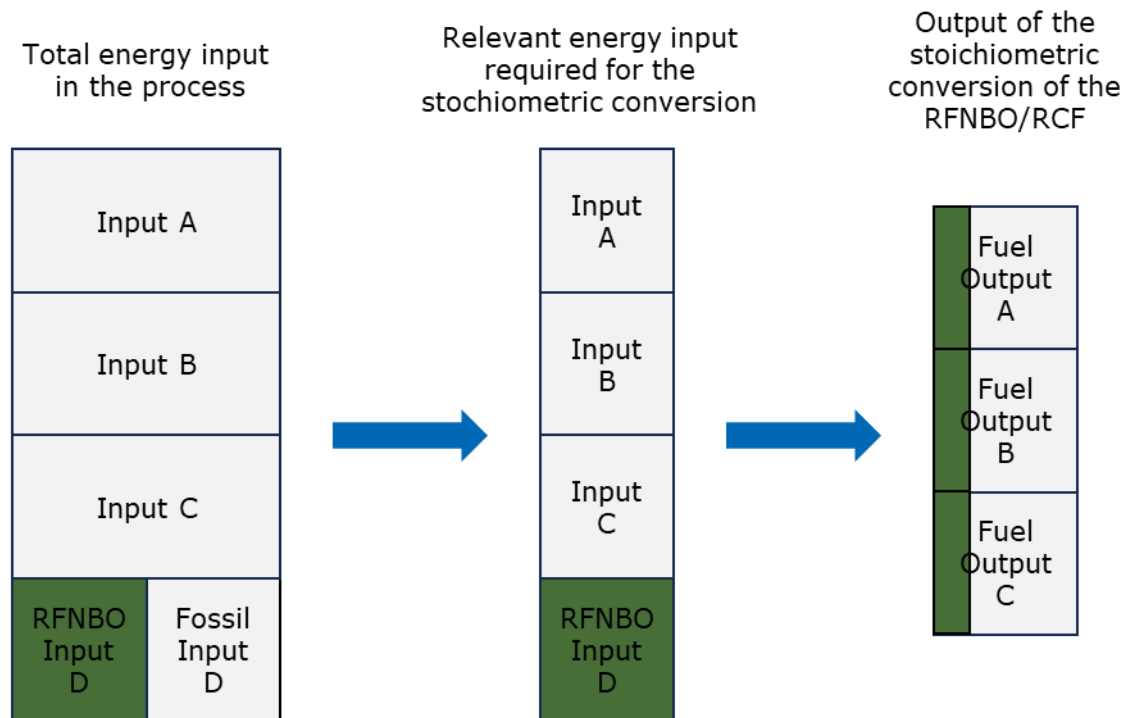 Total energy input
in the process
Relevant energy input
required for the
stochiometric conversion
Output of the
stoichiometric
conversion of the
RFNBO/RCF
Input A
Input B
Input C
RFNBO
Input
D
Fossil
Input
D
Input
A
Input
B
Input
C
RFNBO
Input
D
Fuel
Output
A
Fuel
Output
B
Fuel
Output
C